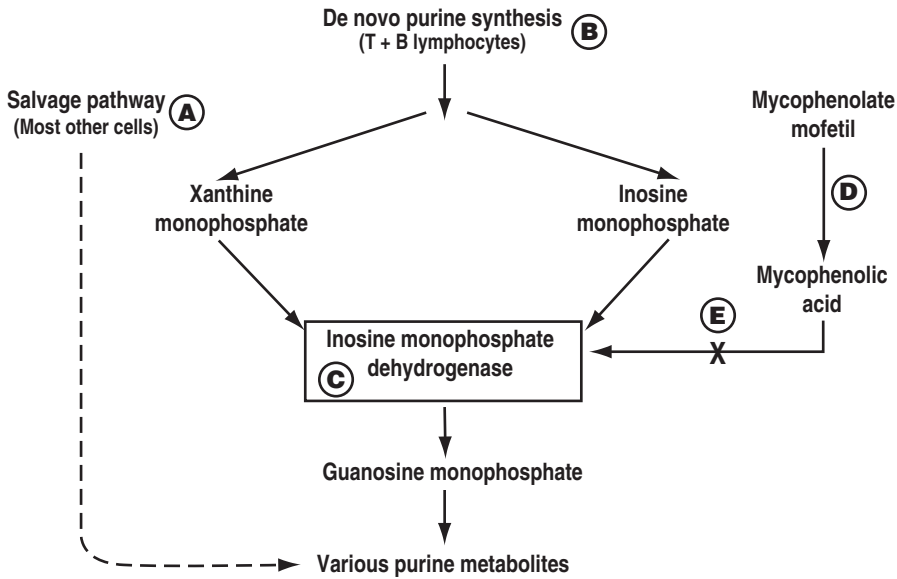 De novo purine synthesis
(T + B lymphocytes)
B
Salvage pathway
(Most other cells)
A
Mycophenolate
mofetil
Xanthine
monophosphate
Inosine
monophosphate
D
Mycophenolic
acid
E
X
Inosine monophosphate
dehydrogenase
C
Guanosine monophosphate
Various purine metabolites